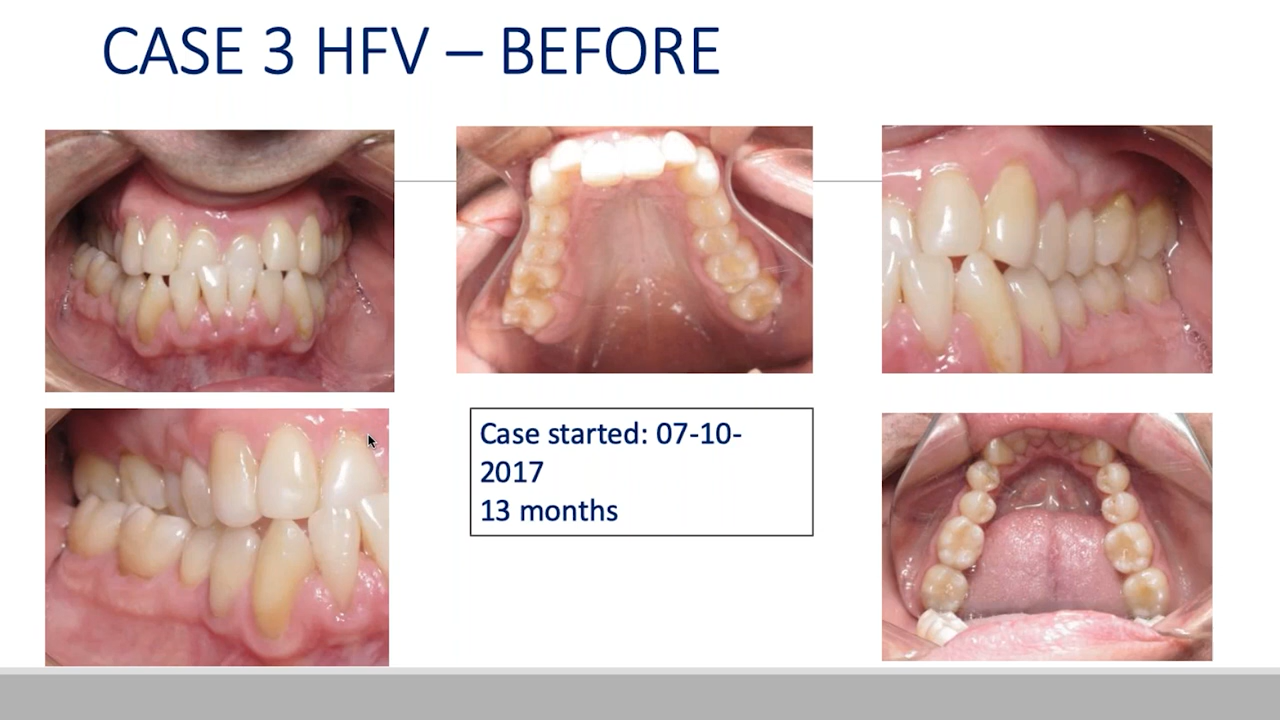 CASE 3 HFV – BEFORE
Case started: 07-10-
2017
13 months